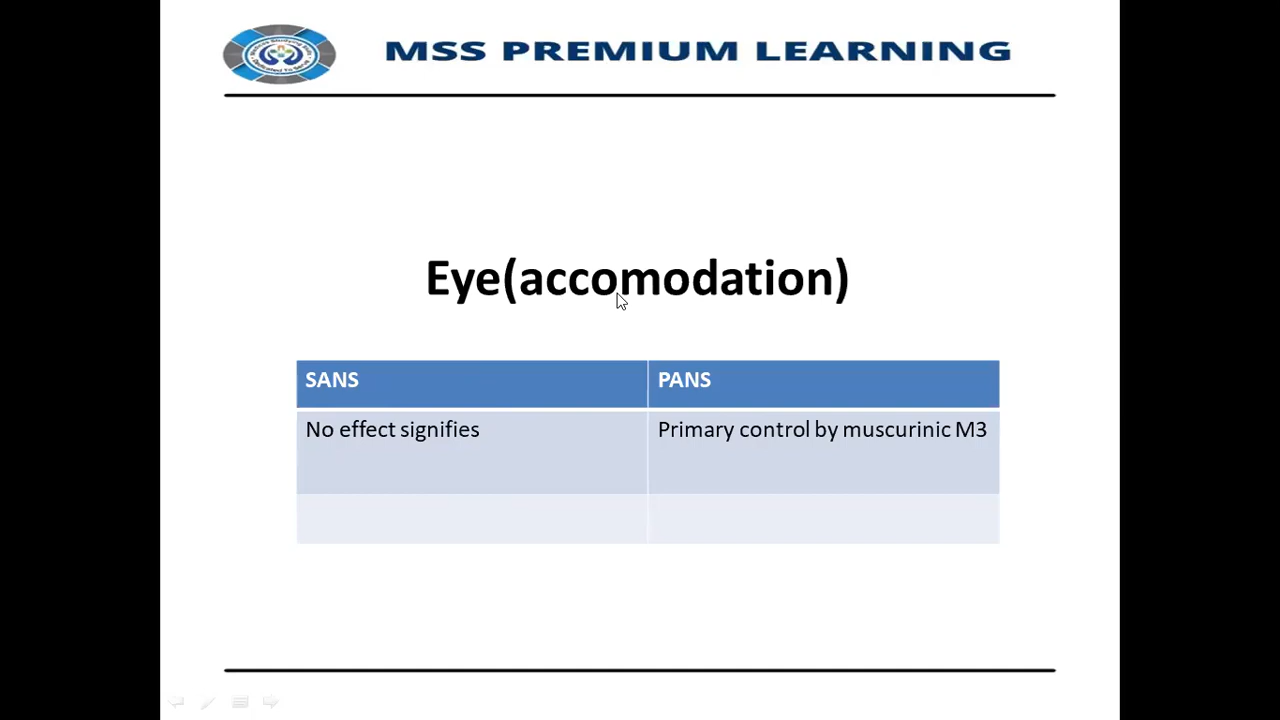 MSS PREMIUM LEARNING
Eye(accomodation)
SANS
PANS
No effect signifies
Primary control by muscurinic M3